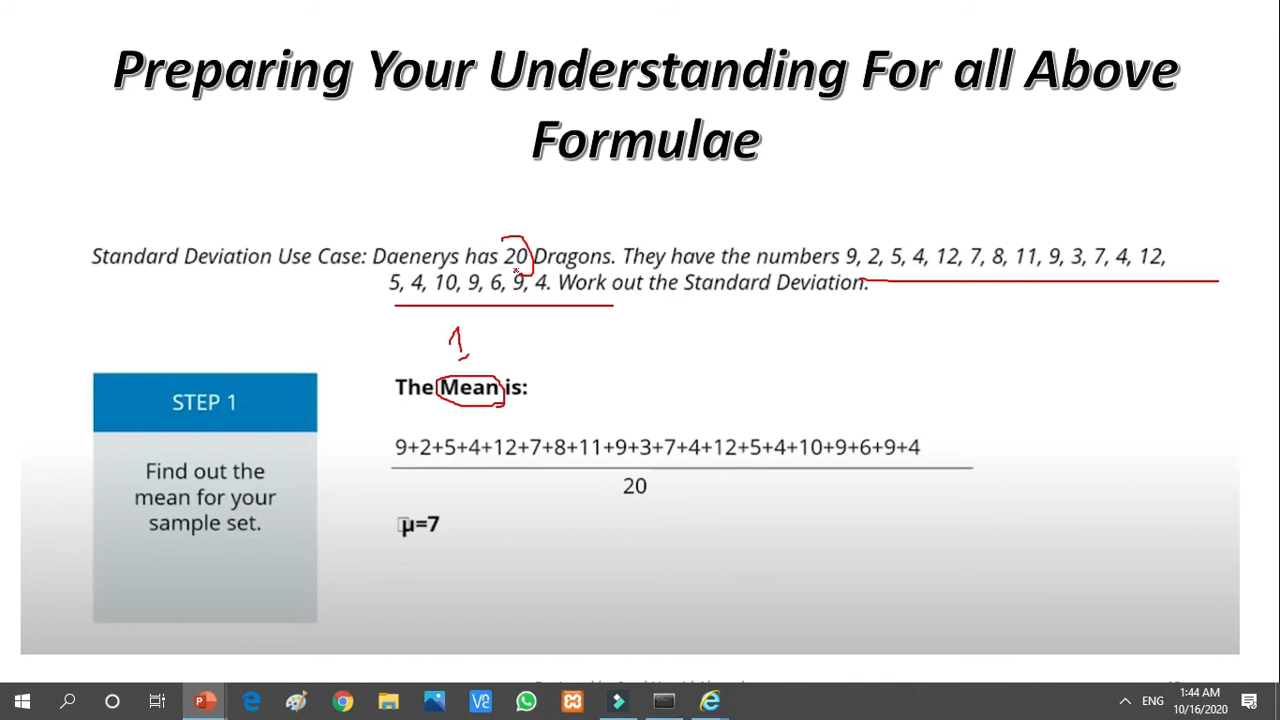 Preparing Your Understanding For all Above
Formulae
Standard Deviation Use Case: Daenerys has 20 Dragons. They have the numbers 9, 2, 5, 4, 12, 7, 8, 11, 9, 3, 7, 4, 12,
5, 4, 10, 9, 6, 9, 4. Work out the Standard Deviation.
1
STEP 1
Find out the
mean for your
sample set.
The Mean is:
9+2+5+4+12+7+8+11+9+3+7+4+12+5+4+10+9+6+9+4
20
μ=7
ENG
1:44 AM
10/16/2020